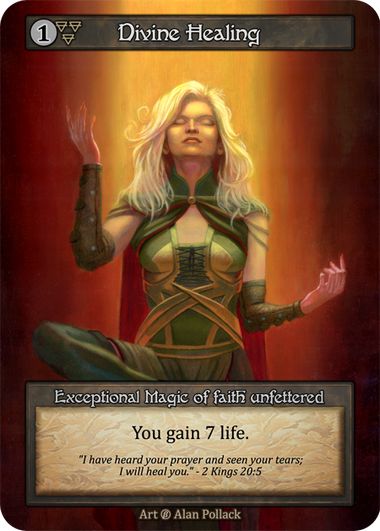 1
Divine Healing
Exceptional Magic of faith unfettered
You gain 7 life.
"I have heard your prayer and seen your tears;
I will heal you." - 2 Kings 20:5
Art @ Alan Pollack